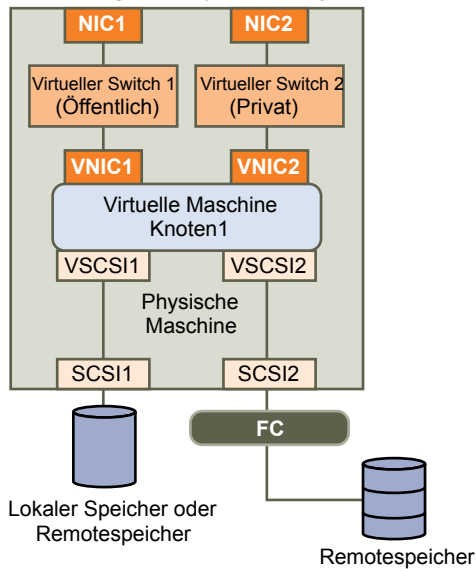 NIC1
NIC2
Virtueller Switch 1
(Öffentlich)
Virtueller Switch 2
(Privat)
VNIC1
VNIC2
Virtuelle Maschine
Knoten1
VSCSI1
VSCSI2
Physische
Maschine
SCSI1
SCSI2
FC
Lokaler Speicher oder
Remotespeicher
Remotespeicher